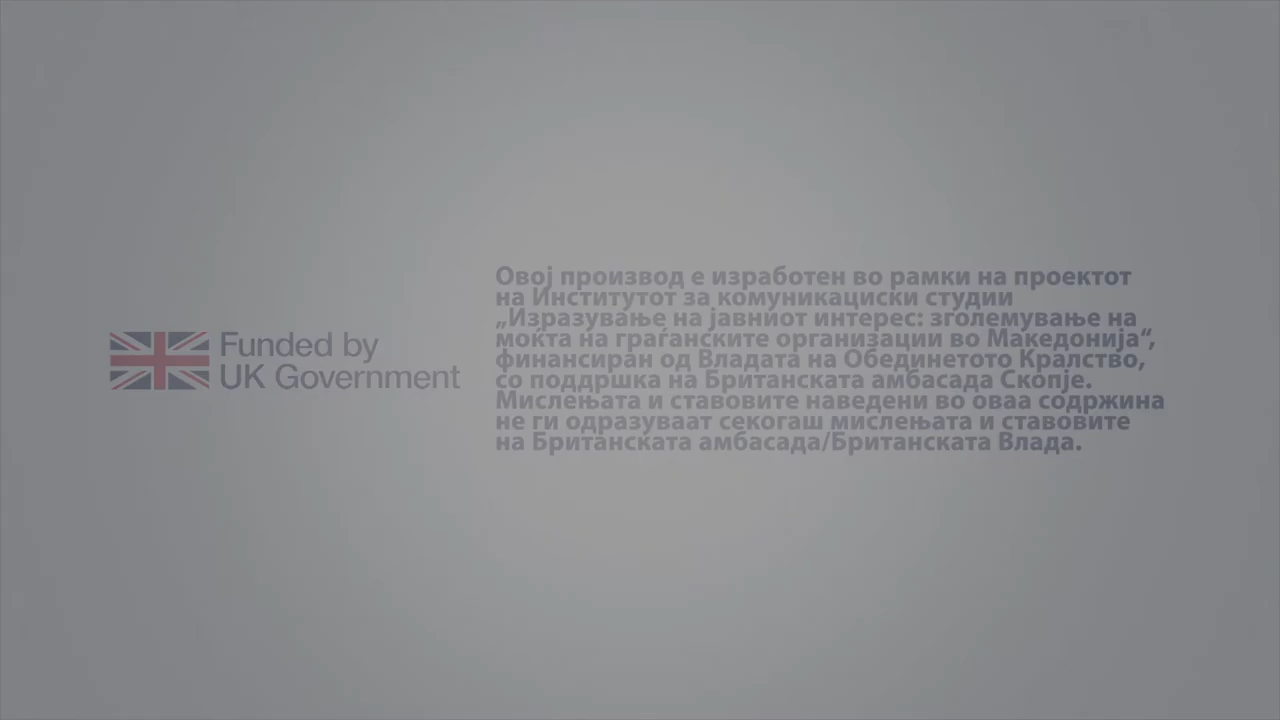 Funded by
UK Government
Овој производ е изработен во рамки на проектот
на Институтот за комуникациски студии
„Изразување на јавниот интерес: зголемување на
моќта на граѓанските организации во Македонија“,
финансиран од Владата на Обединетото Кралство,
со поддршка на Британската амбасада Скопје.
Мислењата и ставовите наведени во оваа содржина
не ги одразуваат секогаш мислењата и ставовите
на Британската амбасада/Британската Влада.